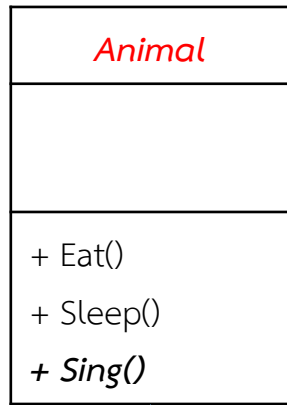 Animal
+ Eat()
+ Sleep()
+ Sing()